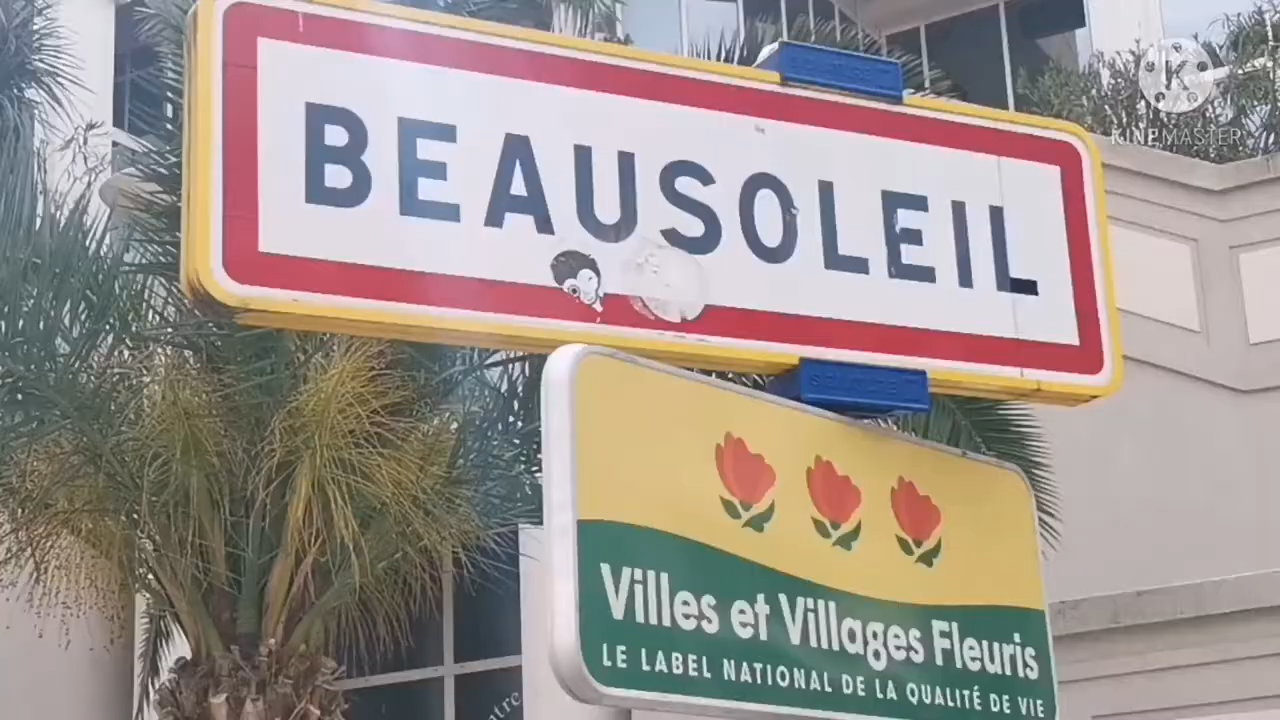 KINEMASTER
BEAUSOLEIL
Villes et Villages Fleuris
LE LABEL NATIONAL DE LA QUALITÉ DE VIE